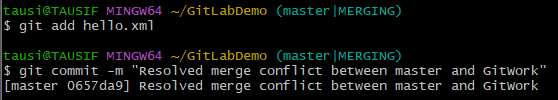 tausi@TAUSIF MINGW64 ~/GitLabDemo (master|MERGING)
$ git add hello.xml
tausi@TAUSIF MINGW64 ~/GitLabDemo (master|MERGING)
$ git commit -m "Resolved merge conflict between master and GitWork"
[master 0657da9] Resolved merge conflict between master and GitWork